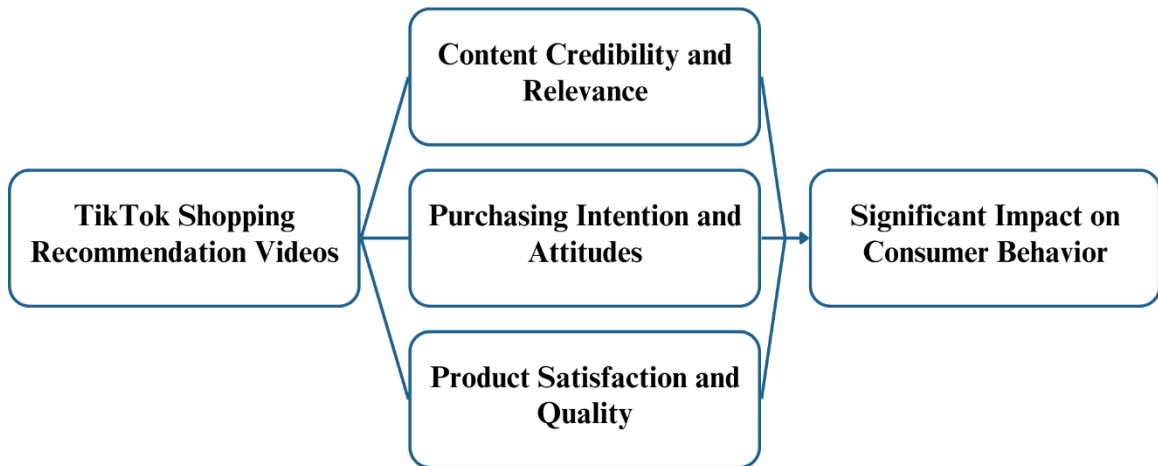 Content Credibility and
Relevance
TikTok Shopping
Recommendation Videos
Purchasing Intention and
Attitudes
Significant Impact on
Consumer Behavior
Product Satisfaction and
Quality